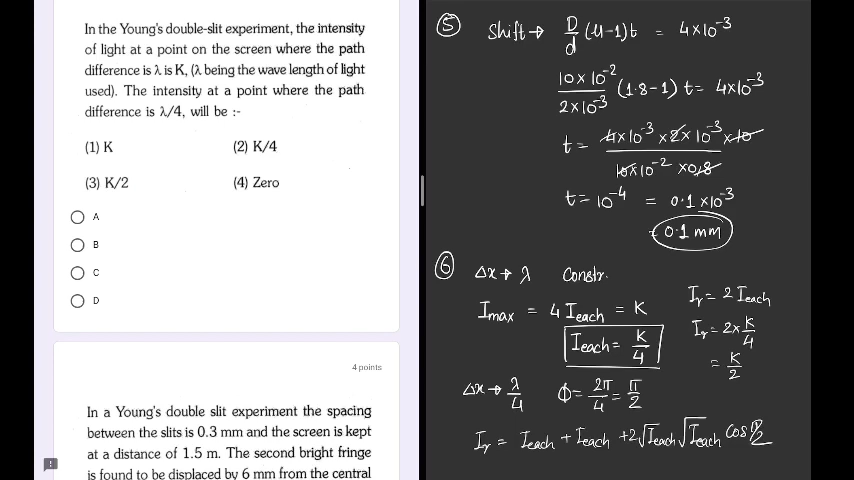 In the Young's double-slit experiment, the intensity
of light at a point on the screen where the path
difference is λ is K, (λ being the wave length of light
used). The intensity at a point where the path
difference is λ/4, will be :-
(1) K (2) K/4
(3) K/2 (4) Zero
A
B
C
D
4 points
In a Young's double slit experiment the spacing
between the slits is 0.3 mm and the screen is kept
at a distance of 1.5 m. The second bright fringe
is found to be displaced by 6 mm from the central
⑤ Shift → D/d (μ-1)t = 4×10⁻³
10×10⁻²/2×10⁻³ (1.8-1) t = 4×10⁻³
t = 4×10⁻³ ×2×10⁻³×10/10×10⁻² ×0.8
t = 10⁻⁴ = 0.1×10⁻³
= 0.1 mm
⑥ Δx → λ Constr.
Imax = 4 Ieach = K
Ieach = K/4
Ir = 2 Ieach
Ir = 2× K/4
= K/2
Δx → λ/4 Φ = 2π/4 = π/2
Ir = Ieach + Ieach + 2√Ieach √Ieach cos π/2